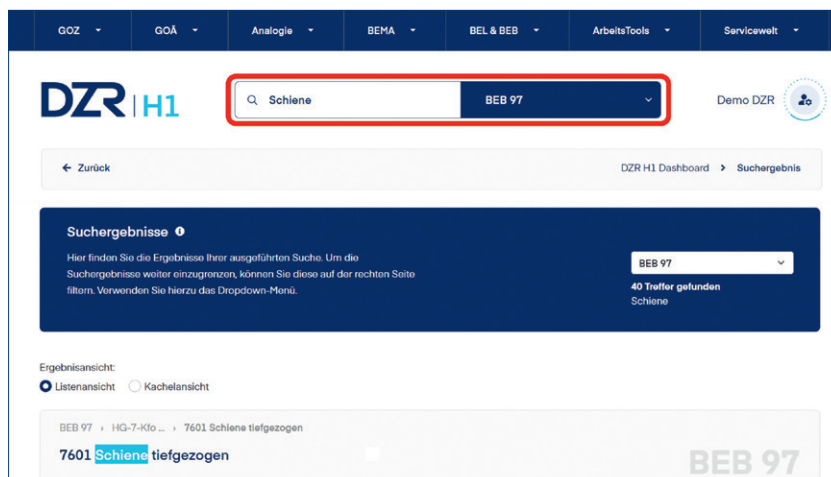 GOZ GOÄ Analogie BEMA BEL & BEB ArbeitsTools Servicewelt
DZR H1 Schiene BEB 97 Demo DZR
← Zurück DZR H1 Dashboard > Suchergebnis
Suchergebnisse
Hier finden Sie die Ergebnisse Ihrer ausgeführten Suche. Um die
Suchergebnisse weiter einzugrenzen, können Sie diese auf der rechten Seite
filtern. Verwenden Sie hierzu das Dropdown-Menü.
BEB 97
40 Treffer gefunden
Schiene
Ergebnisansicht:
Listenansicht Kachelansicht
BEB 97 › HG-7-Kfo ... › 7601 Schiene tiefgezogen
7601 Schiene tiefgezogen
BEB 97